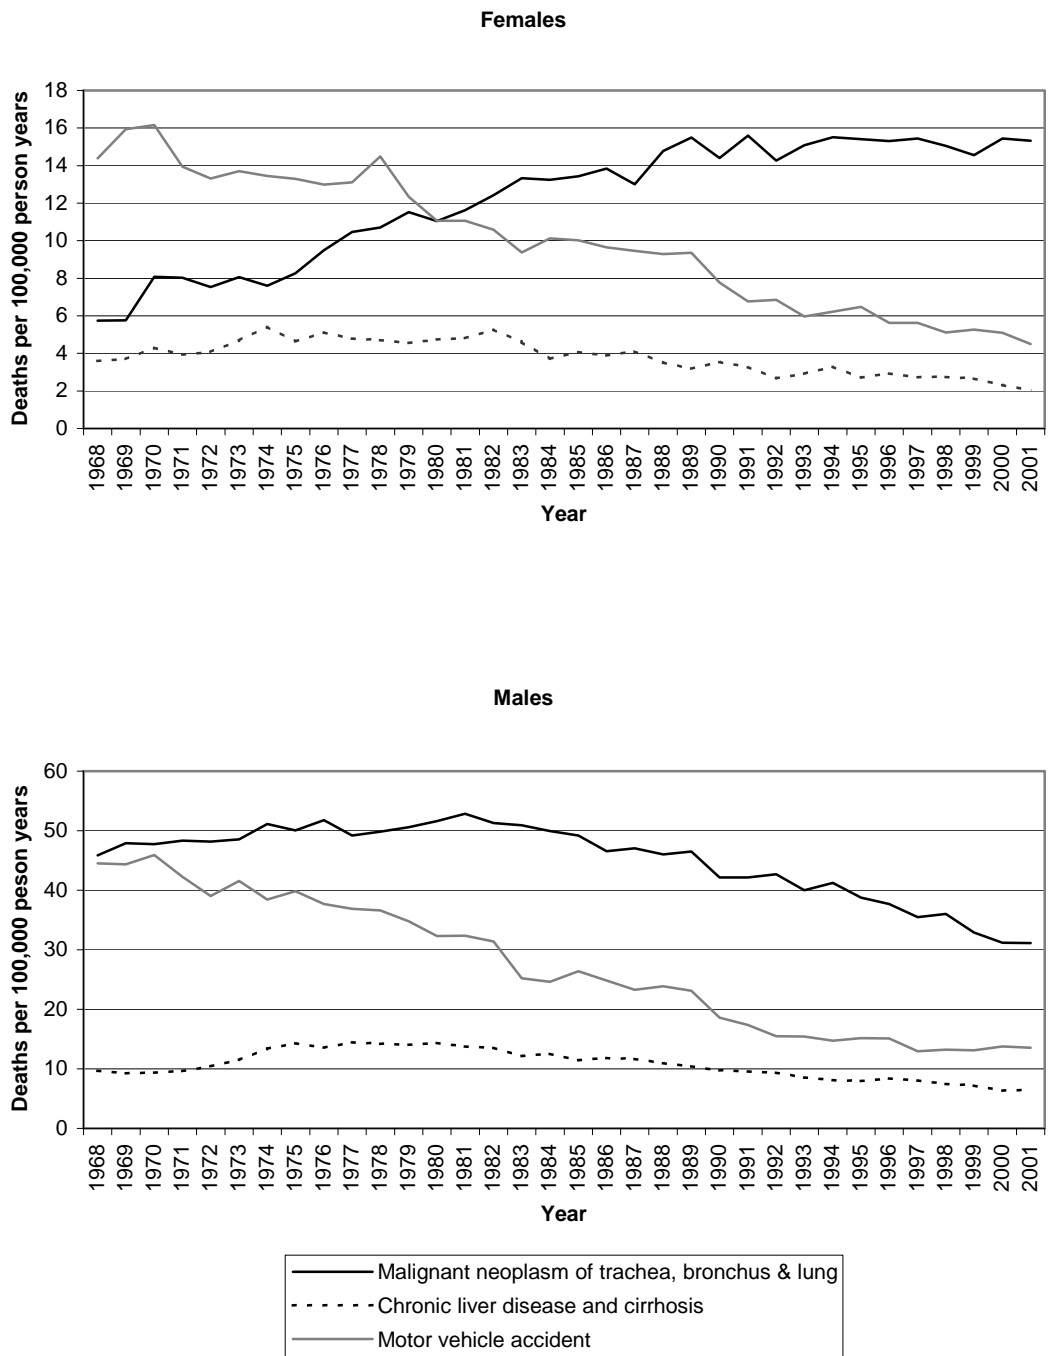 Females
Deaths per 100,000 person years
18
16
14
12
10
8
6
4
2
0
1968 1969 1970 1971 1972 1973 1974 1975 1976 1977 1978 1979 1980 1981 1982 1983 1984 1985 1986 1987 1988 1989 1990 1991 1992 1993 1994 1995 1996 1997 1998 1999 2000 2001
Year
Males
Deaths per 100,000 peson years
60
50
40
30
20
10
0
1968 1969 1970 1971 1972 1973 1974 1975 1976 1977 1978 1979 1980 1981 1982 1983 1984 1985 1986 1987 1988 1989 1990 1991 1992 1993 1994 1995 1996 1997 1998 1999 2000 2001
Year
Malignant neoplasm of trachea, bronchus & lung
Chronic liver disease and cirrhosis
Motor vehicle accident